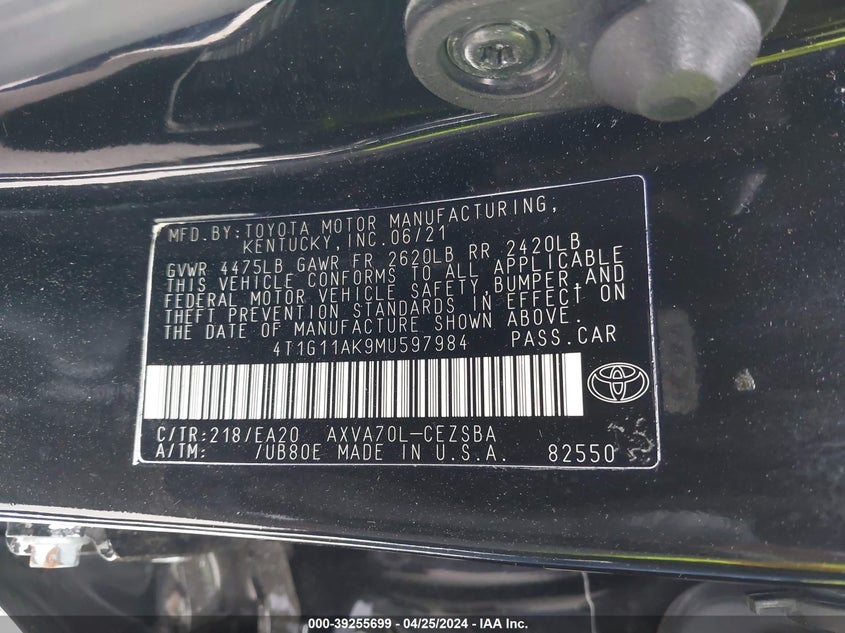 MFD.BY:TOYOTA MOTOR MANUFACTURING,
KENTUCKY, INC. 06/21
GVWR 4475LB GAWR FR 2620LB RR 2420LB
THIS VEHICLE CONFORMS TO ALL APPLICABLE
FEDERAL MOTOR VEHICLE SAFETY, BUMPER, AND
THEFT PREVENTION STANDARDS IN EFFECT ON
THE DATE OF MANUFACTURE SHOWN ABOVE.
4T1G11AK9MU597984 PASS.CAR
C/TR:218/EA20 AXVA70L-CEZSBA
A/TM: /UB80E MADE IN U.S.A. 82550
000-39255699 - 04/25/2024 - IAA Inc.